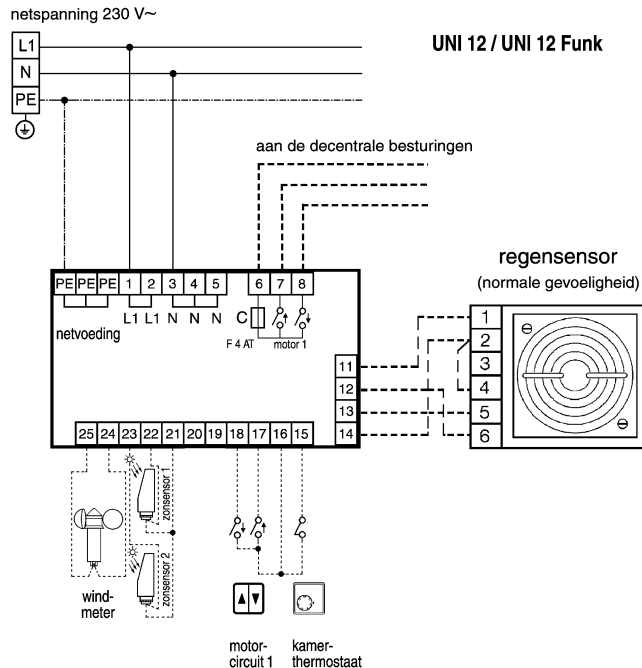 netspanning 230 V~
UNI 12 / UNI 12 Funk
L1
N
PE
aan de decentrale besturingen
regensensor
(normale gevoeligheid)
PE PE PE 1 2 3 4 5 6 7 8
L1 L1 N N N C
netvoeding
F 4 AT motor 1
11
12
13
14
1
2
3
4
5
6
25 24 23 22 21 20 19 18 17 16 15
zonsensor 1
zonsensor 2
wind-
meter
motor-
circuit 1
kamer-
thermostaat